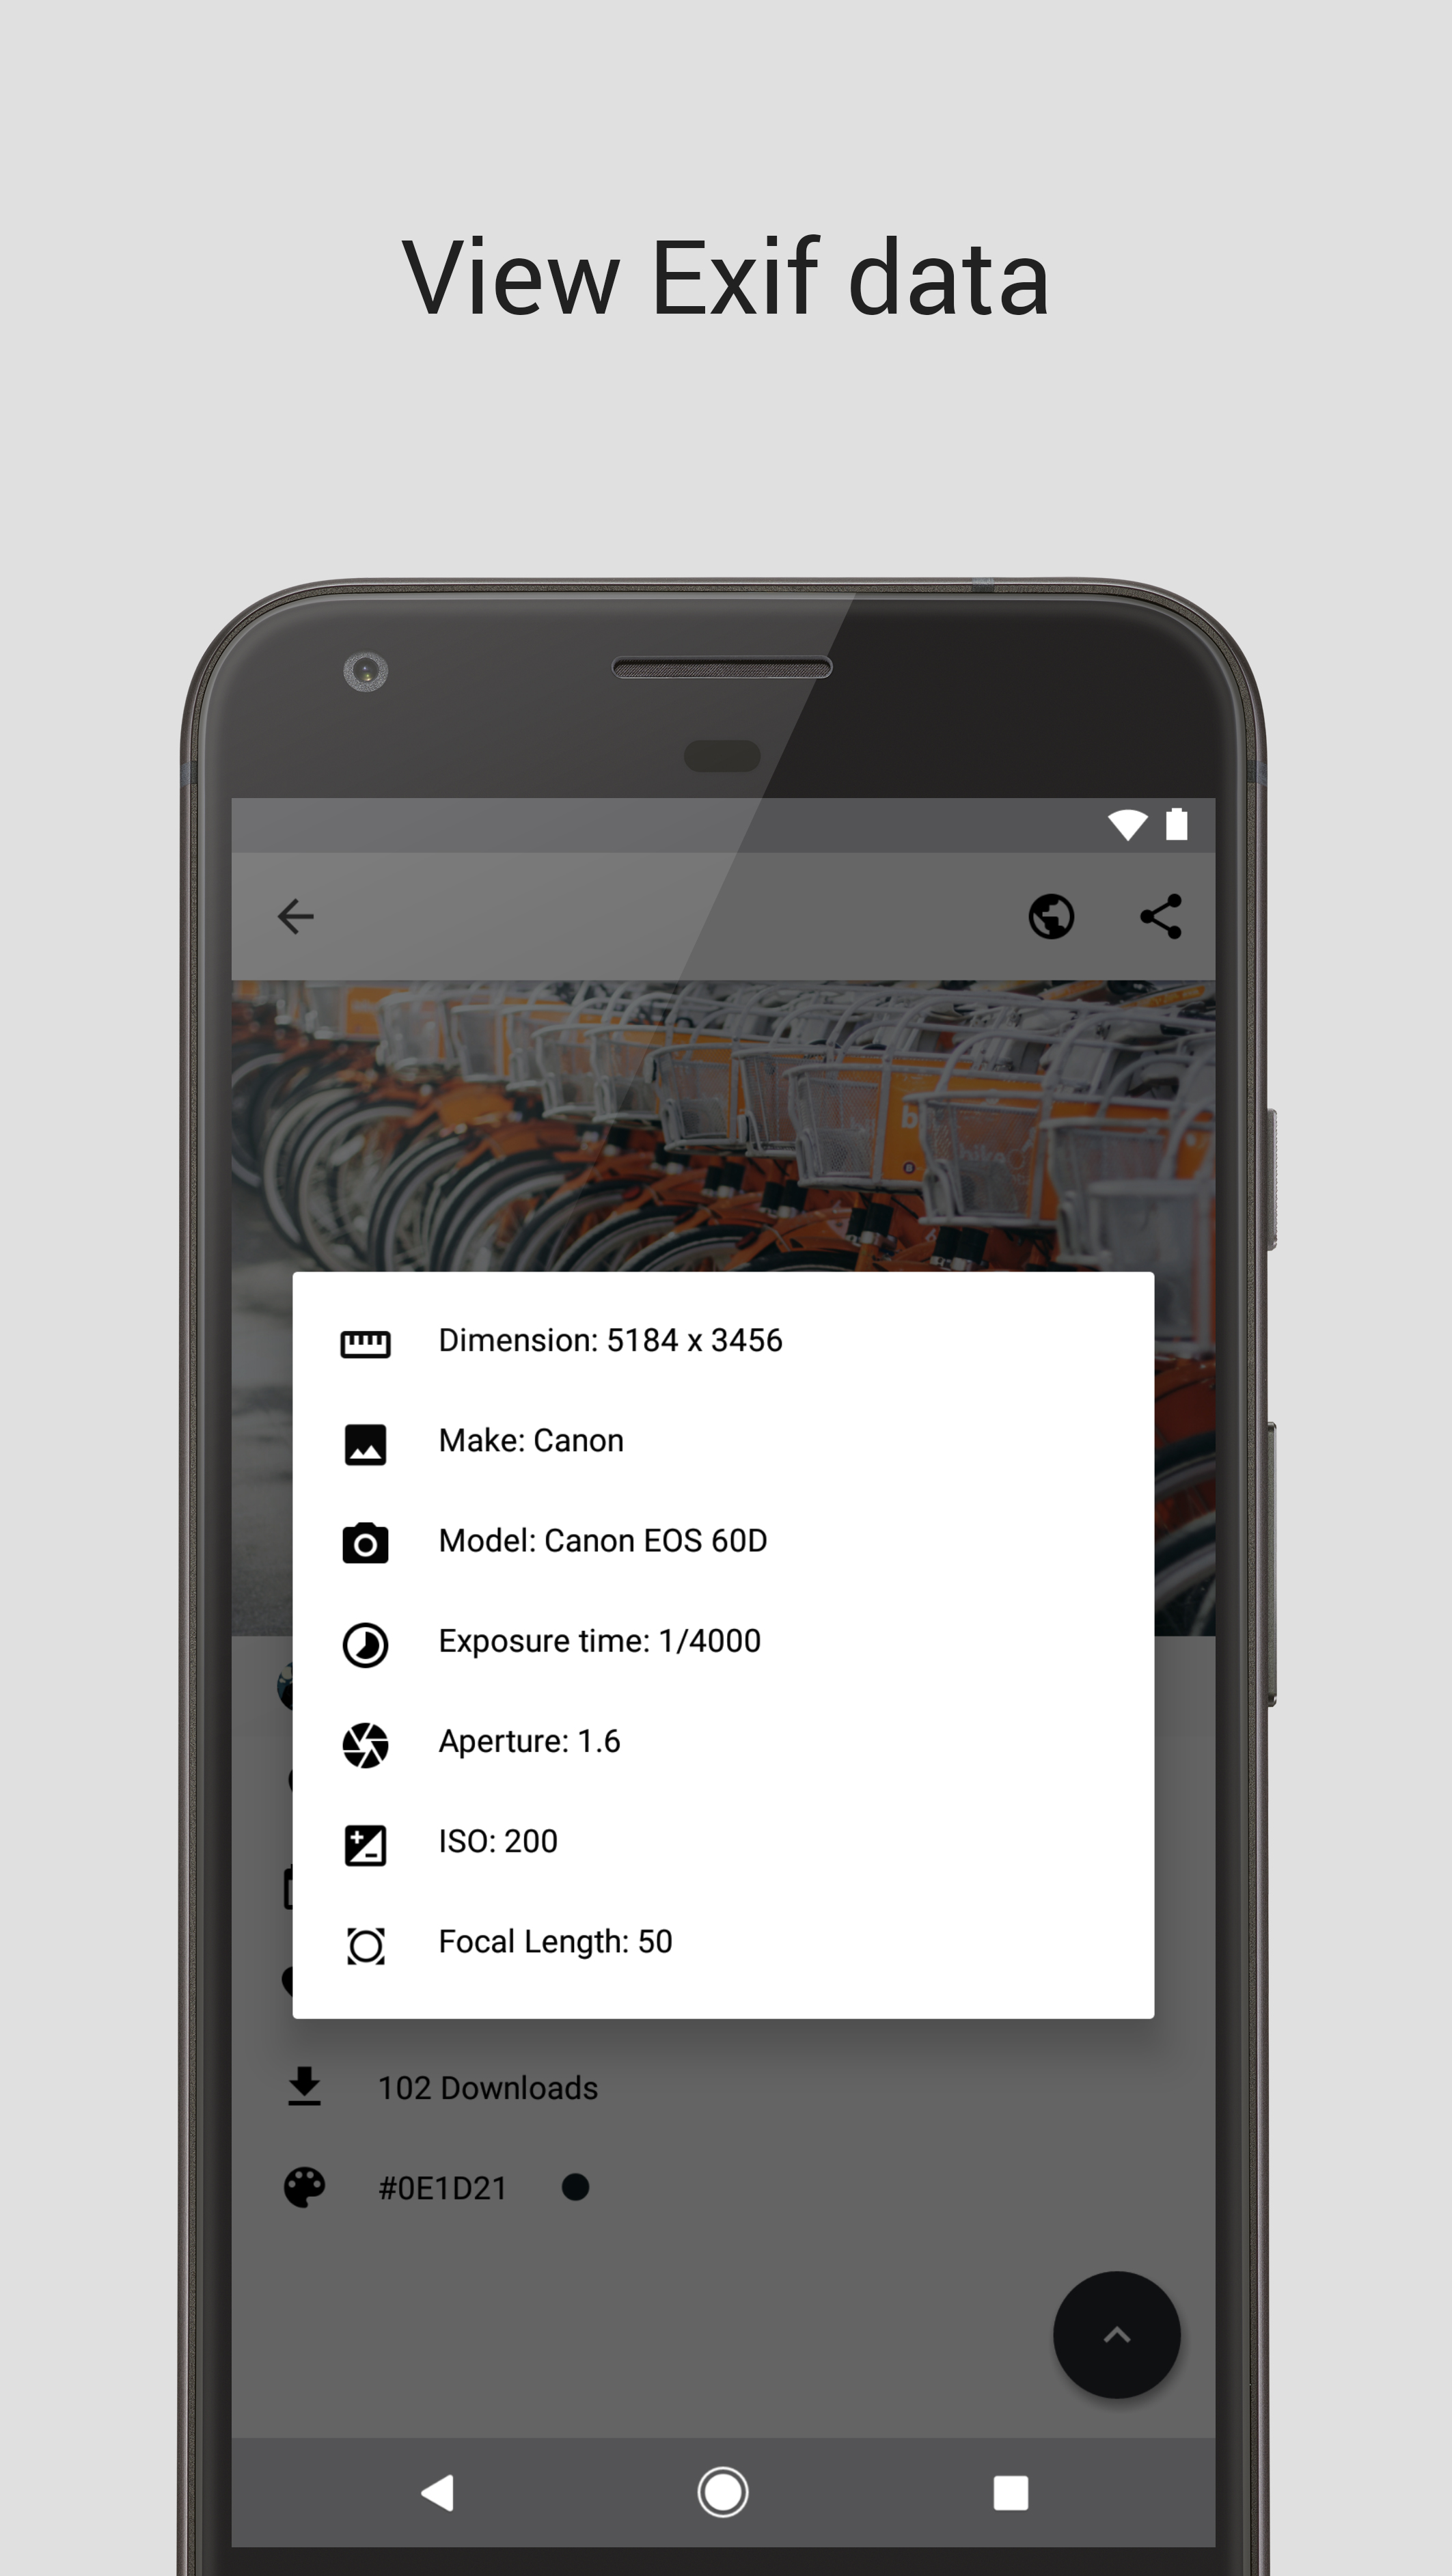 View Exif data
Dimension: 5184 x 3456
Make: Canon
Model: Canon EOS 60D
Exposure time: 1/4000
Aperture: 1.6
ISO: 200
Focal Length: 50
102 Downloads
#0E1D21